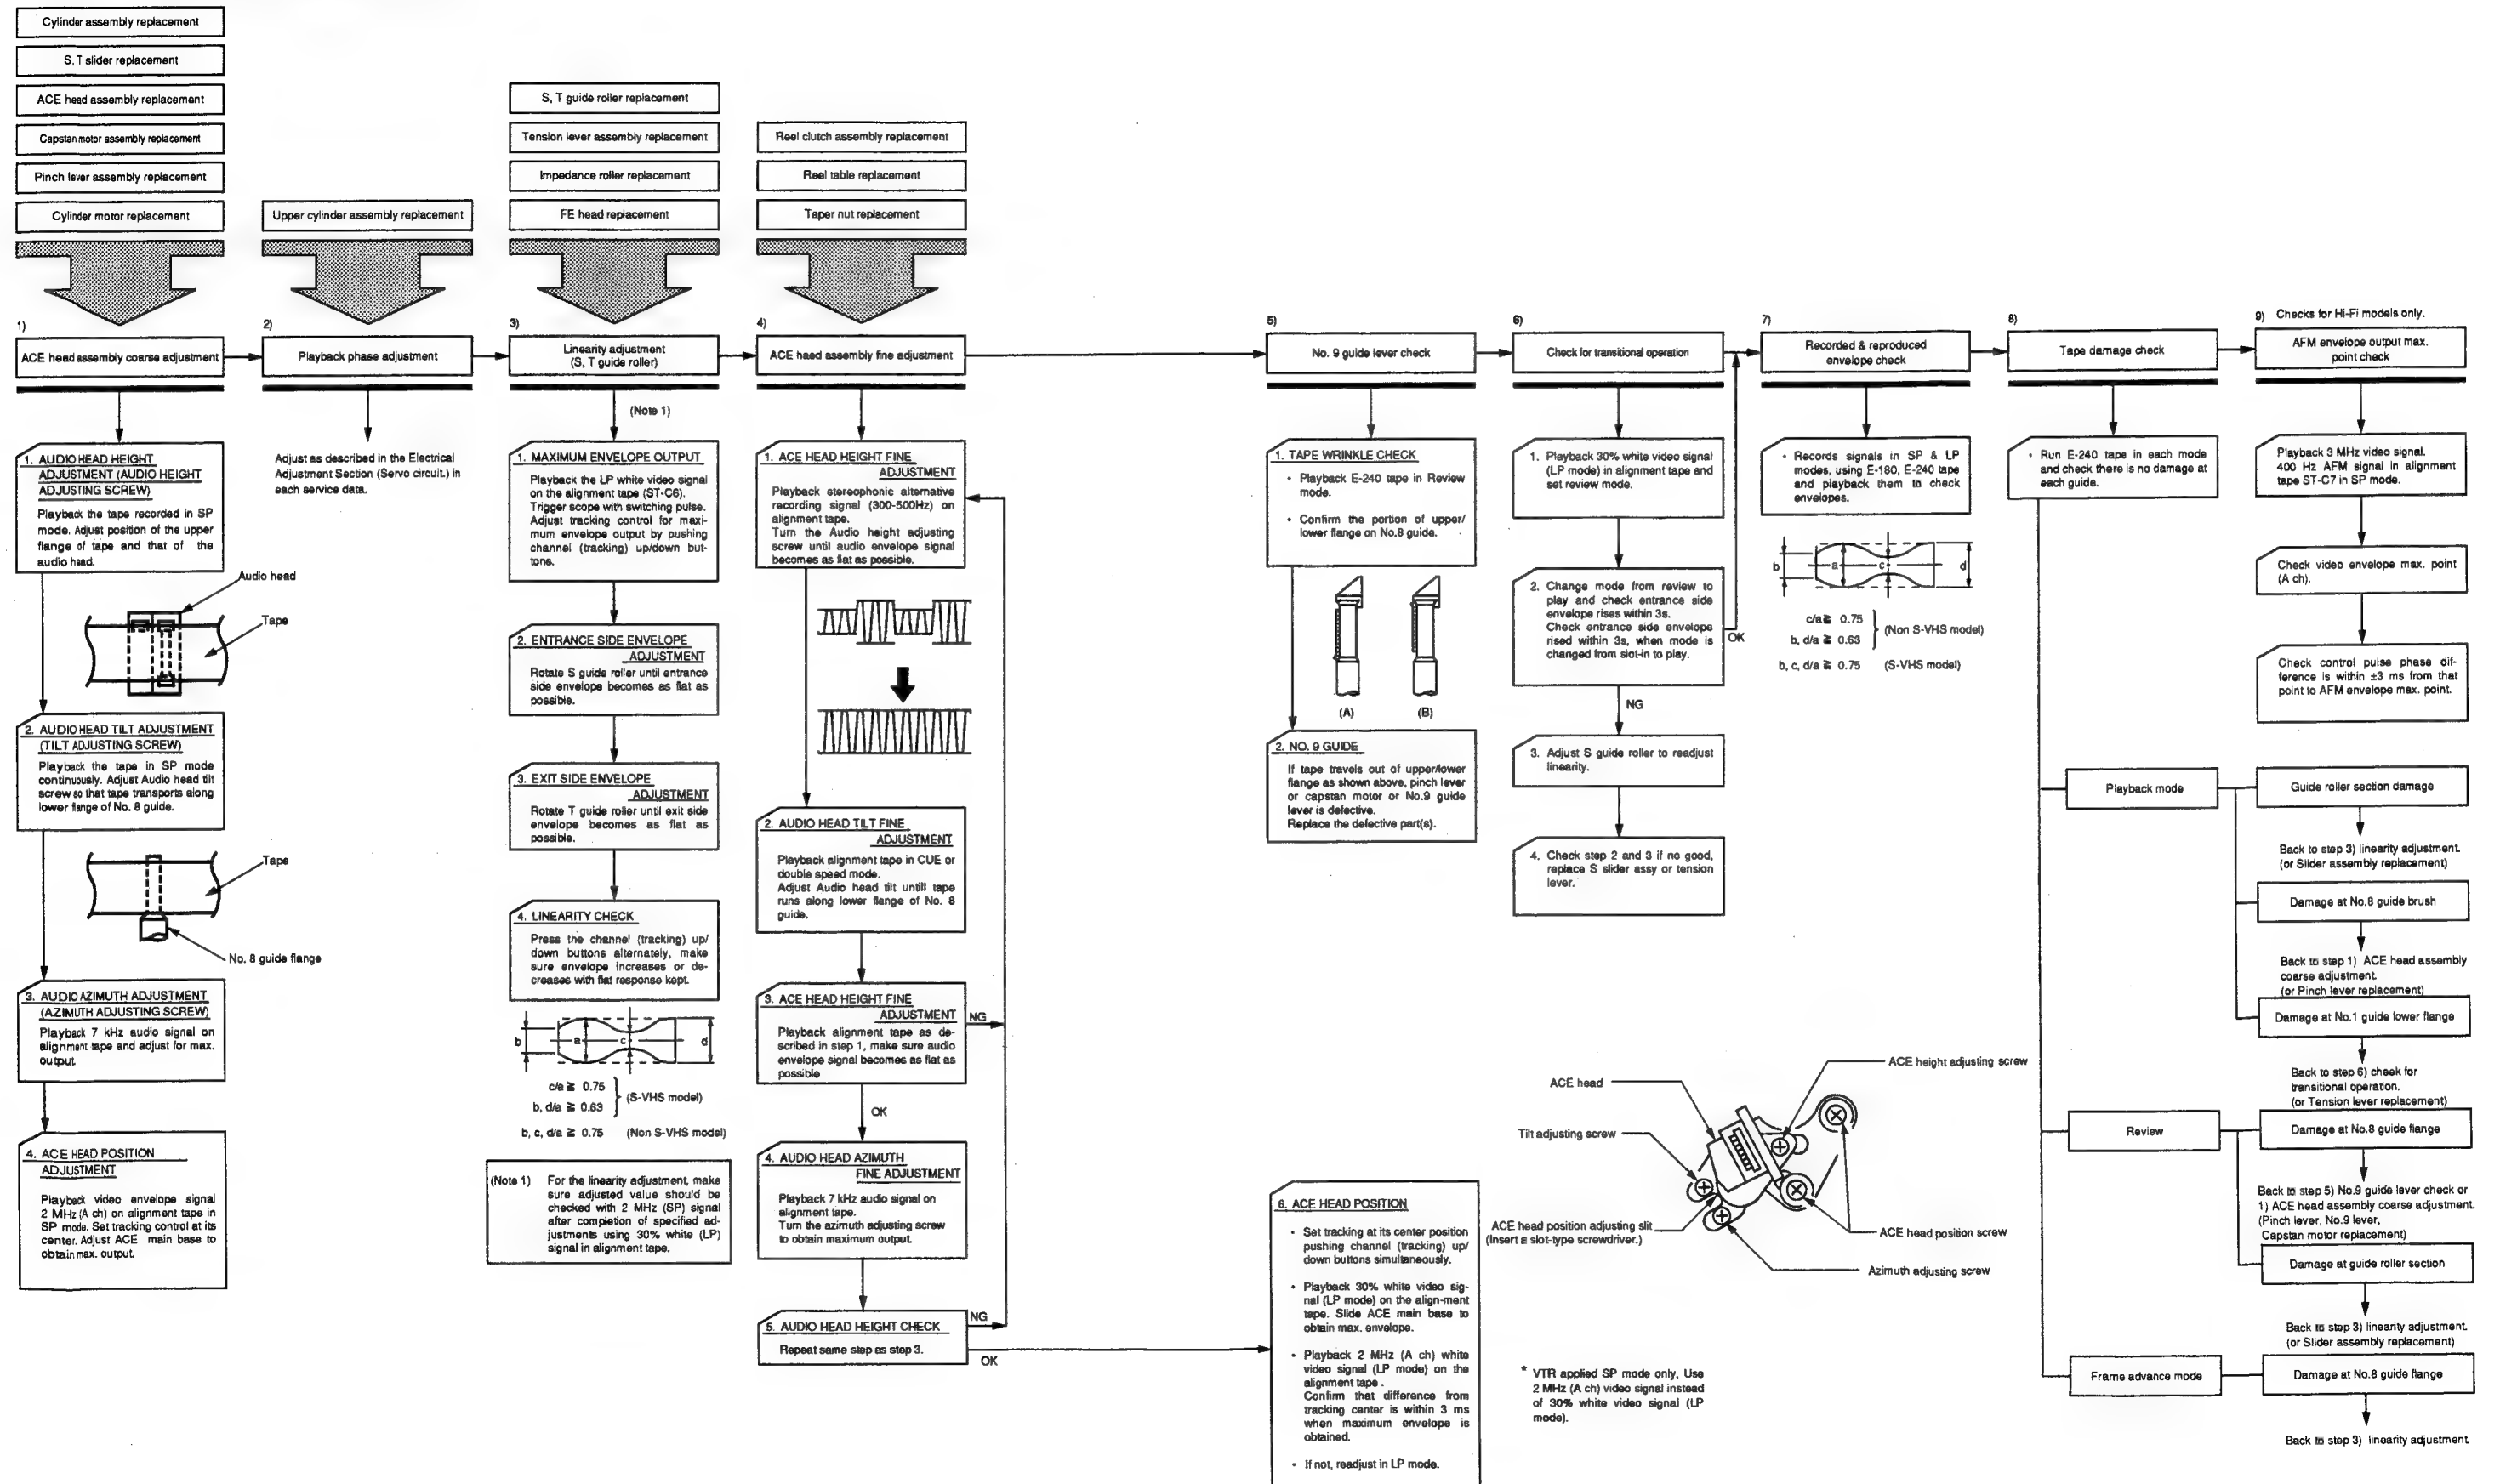 Cylinder assembly replacement
S, T slider replacement
ACE head assembly replacement
Capstan motor assembly replacement
Pinch lever assembly replacement
Cylinder motor replacement
1)
ACE head assembly coarse adjustment
1. AUDIO HEAD HEIGHT
ADJUSTMENT (AUDIO HEIGHT
ADJUSTING SCREW)
Playback the tape recorded in SP
mode. Adjust position of the upper
flange of tape and that of the
audio head.
Audio head
Tape
2. AUDIO HEAD TILT ADJUSTMENT
(TILT ADJUSTING SCREW)
Playback the tape in SP mode
continuously. Adjust Audio head tilt
screw so that tape transports along
lower flange of No. 8 guide.
Tape
No. 8 guide flange
3. AUDIO AZIMUTH ADJUSTMENT
(AZIMUTH ADJUSTING SCREW)
Playback 7 kHz audio signal on
alignment tape and adjust for max.
output.
4. ACE HEAD POSITION
ADJUSTMENT
Playback video envelope signal
2 MHz (A ch) on alignment tape in
SP mode. Set tracking control at its
center. Adjust ACE main base to
obtain max. output.
Upper cylinder assembly replacement
2)
Playback phase adjustment
Adjust as described in the Electrical
Adjustment Section (Servo circuit.) in
each service data.
S, T guide roller replacement
Tension lever assembly replacement
Impedance roller replacement
FE head replacement
3)
Linearity adjustment
(S, T guide roller)
(Note 1)
1. MAXIMUM ENVELOPE OUTPUT
Playback the LP white video signal
on the alignment tape (ST-C6).
Trigger scope with switching pulse.
Adjust tracking control for maxi-
mum envelope output by pushing
channel (tracking) up/down but-
tons.
2. ENTRANCE SIDE ENVELOPE
ADJUSTMENT
Rotate S guide roller until entrance
side envelope becomes as flat as
possible.
3. EXIT SIDE ENVELOPE
ADJUSTMENT
Rotate T guide roller until exit side
envelope becomes as flat as
possible.
4. LINEARITY CHECK
Press the channel (tracking) up/
down buttons alternately, make
sure envelope increases or de-
creases with flat response kept.
b a c d
c/a ≧ 0.75
b, d/a ≧ 0.63
(S-VHS model)
b, c, d/a ≧ 0.75 (Non S-VHS model)
(Note 1) For the linearity adjustment, make
sure adjusted value should be
checked with 2 MHz (SP) signal
after completion of specified ad-
justments using 30% white (LP)
signal in alignment tape.
Reel clutch assembly replacement
Reel table replacement
Taper nut replacement
4)
ACE haed assembly fine adjustment
1. ACE HEAD HEIGHT FINE
ADJUSTMENT
Playback stereophonic alternative
recording signal (300-500Hz) on
alignment tape.
Turn the Audio height adjusting
screw until audio envelope signal
becomes as flat as possible.
2. AUDIO HEAD TILT FINE
ADJUSTMENT
Playback alignment tape in CUE or
double speed mode.
Adjust Audio head tilt untill tape
runs along lower flange of No. 8
guide.
3. ACE HEAD HEIGHT FINE
ADJUSTMENT
Playback alignment tape as de-
scribed in step 1, make sure audio
envelope signal becomes as flat as
possible
NG
OK
4. AUDIO HEAD AZIMUTH
FINE ADJUSTMENT
Playback 7 kHz audio signal on
alignment tape.
Turn the azimuth adjusting screw
to obtain maximum output.
5. AUDIO HEAD HEIGHT CHECK
Repeat same step as step 3.
NG
OK
6. ACE HEAD POSITION
• Set tracking at its center position
pushing channel (tracking) up/
down buttons simultaneously.
• Playback 30% white video sig-
nal (LP mode) on the align-ment
tape. Slide ACE main base to
obtain max. envelope.
• Playback 2 MHz (A ch) white
video signal (LP mode) on the
alignment tape .
Confirm that difference from
tracking center is within 3 ms
when maximum envelope is
obtained.
• If not, readjust in LP mode.
* VTR applied SP mode only, Use
2 MHz (A ch) video signal instead
of 30% white video signal (LP
mode).
5)
No. 9 guide lever check
1. TAPE WRINKLE CHECK
• Playback E-240 tape in Review
mode.
• Confirm the portion of upper/
lower flange on No.8 guide.
(A)
(B)
2. NO. 9 GUIDE
If tape travels out of upper/lower
flange as shown above, pinch lever
or capstan motor or No.9 guide
lever is defective.
Replace the defective part(s).
6)
Check for transitional operation
1. Playback 30% white video signal
(LP mode) in alignment tape and
set review mode.
2. Change mode from review to
play and check entrance side
envelope rises within 3s.
Check entrance side envelope
rised within 3s, when mode is
changed from slot-in to play.
OK
NG
3. Adjust S guide roller to readjust
linearity.
4. Check step 2 and 3 if no good,
replace S slider assy or tension
lever.
ACE head
ACE height adjusting screw
Tilt adjusting screw
ACE head position adjusting slit
(Insert a slot-type screwdriver.)
ACE head position screw
Azimuth adjusting screw
7)
Recorded & reproduced
envelope check
• Records signals in SP & LP
modes, using E-180, E-240 tape
and playback them to check
envelopes.
b a c d
c/a ≧ 0.75
b, d/a ≧ 0.63
(Non S-VHS model)
b, c, d/a ≧ 0.75 (S-VHS model)
8)
Tape damage check
• Run E-240 tape in each mode
and check there is no damage at
each guide.
9) Checks for Hi-Fi models only.
AFM envelope output max.
point check
Playback 3 MHz video signal.
400 Hz AFM signal in alignment
tape ST-C7 in SP mode.
Check video envelope max. point
(A ch).
Check control pulse phase dif-
ference is within ±3 ms from that
point to AFM envelope max. point.
Playback mode
Guide roller section damage
Back to step 3) linearity adjustment.
(or Slider assembly replacement)
Damage at No.8 guide brush
Back to step 1) ACE head assembly
coarse adjustment.
(or Pinch lever replacement)
Damage at No.1 guide lower flange
Back to step 6) cheek for
transitional operation.
(or Tension lever replacement)
Review
Damage at No.8 guide flange
Back to step 5) No.9 guide lever check or
1) ACE head assembly coarse adjustment.
(Pinch lever, No.9 lever,
Capstan motor replacement)
Damage at guide roller section
Back to step 3) linearity adjustment.
(or Slider assembly replacement)
Frame advance mode
Damage at No.8 guide flange
Back to step 3) linearity adjustment.